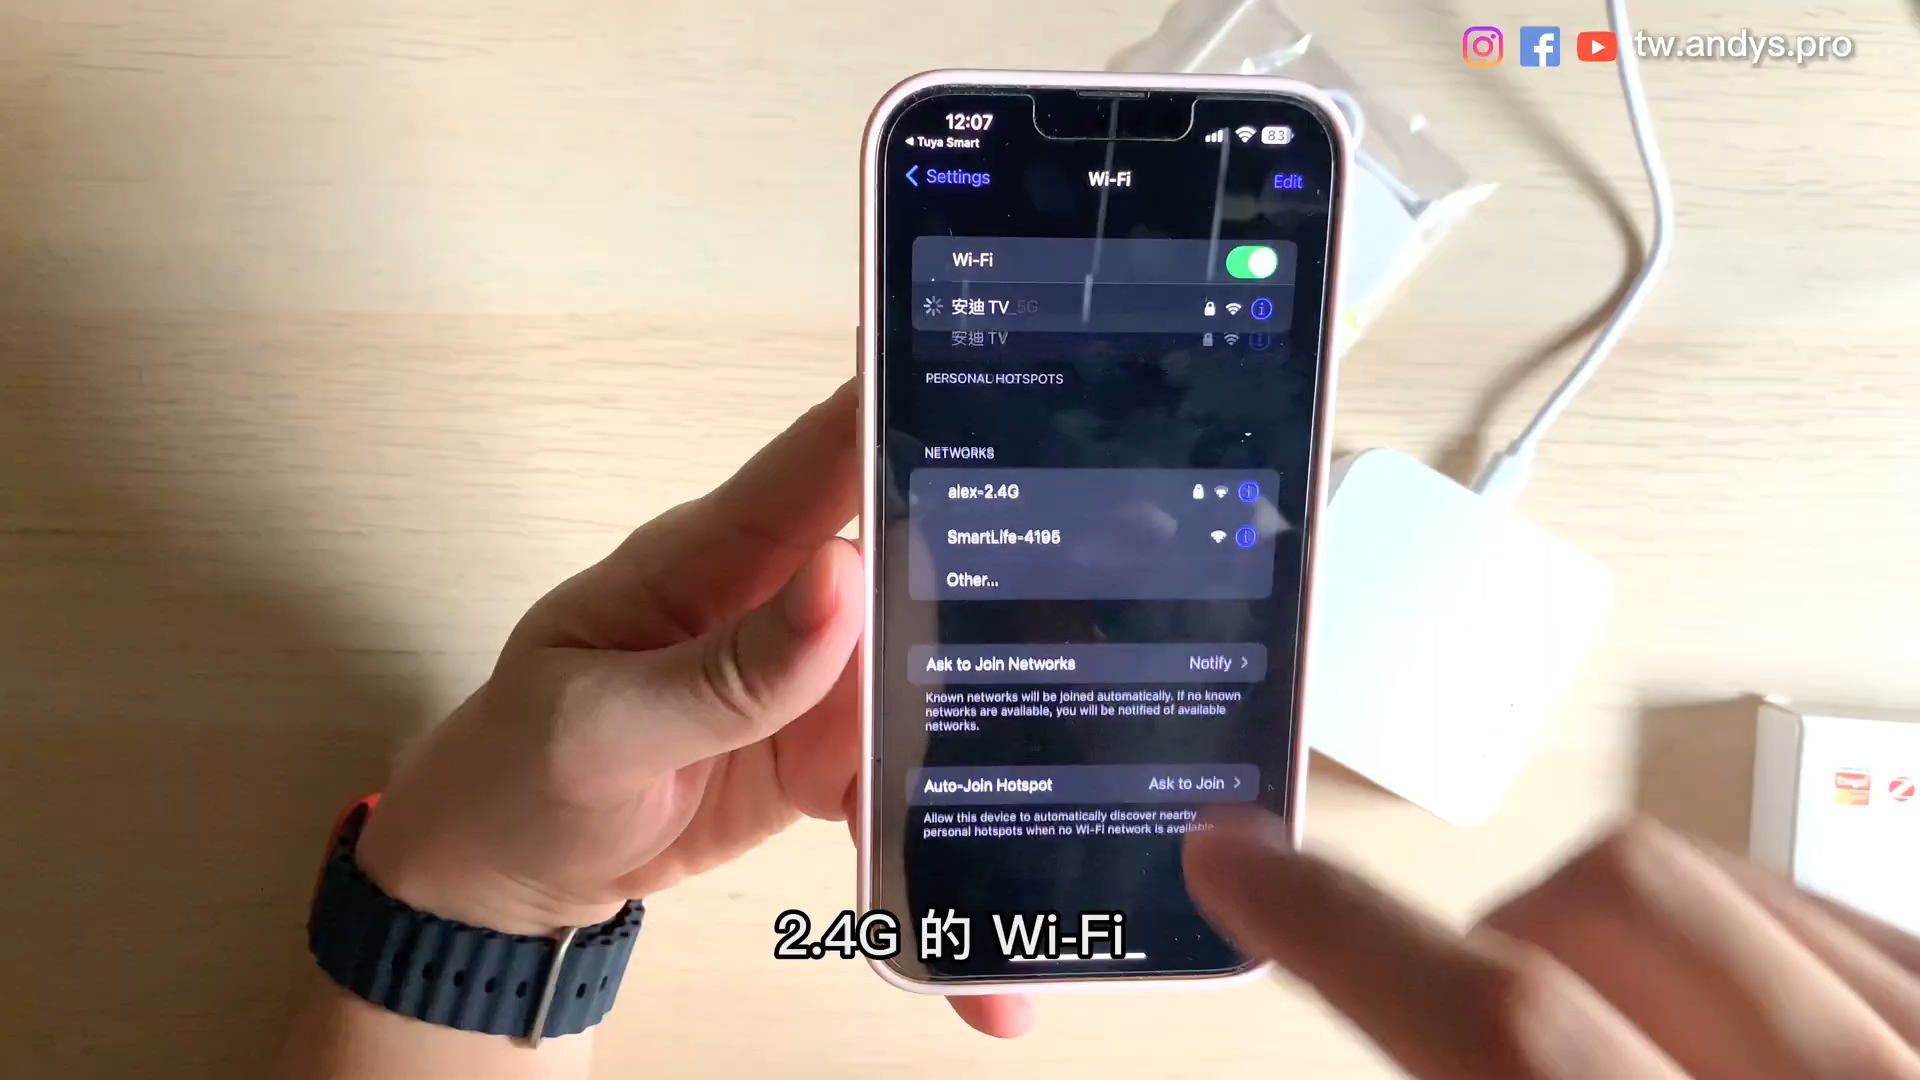 tw.andys.pro
12:07
83
Tuya Smart
Settings
Wi-Fi
Edit
Wi-Fi
安迪 TV_5G
安迪 TV
PERSONAL HOTSPOTS
NETWORKS
alex-2.4G
SmartLife-4195
Other...
Ask to Join Networks
Notify
Known networks will be joined automatically. If no known
networks are available, you will be notified of available
networks.
Auto-Join Hotspot
Ask to Join
Allow this device to automatically discover nearby
personal hotspots when no Wi-Fi network is available.
2.4G 的 Wi-Fi